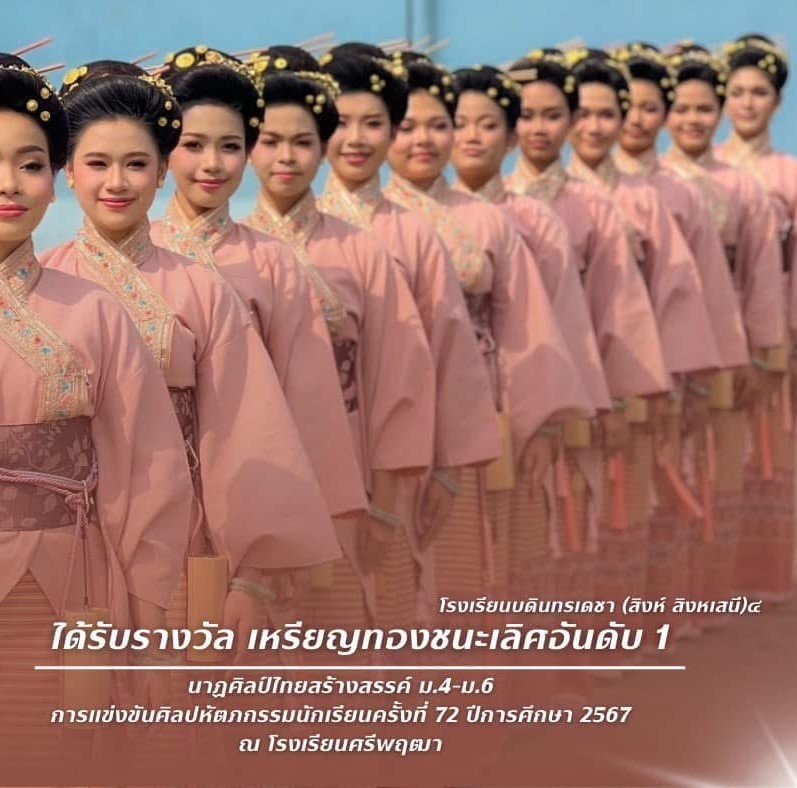 โรงเรียนบดินทรเดชา (สิงห์ สิงหเสนี)๔
ได้รับรางวัล เหรียญทองชนะเลิศอันดับ 1
นาฏศิลป์ไทยสร้างสรรค์ ม.4-ม.6
การแข่งขันศิลปหัตภกรรมนักเรียนครั้งที่ 72 ปีการศึกษา 2567
ณ โรงเรียนศรีพฤฒา